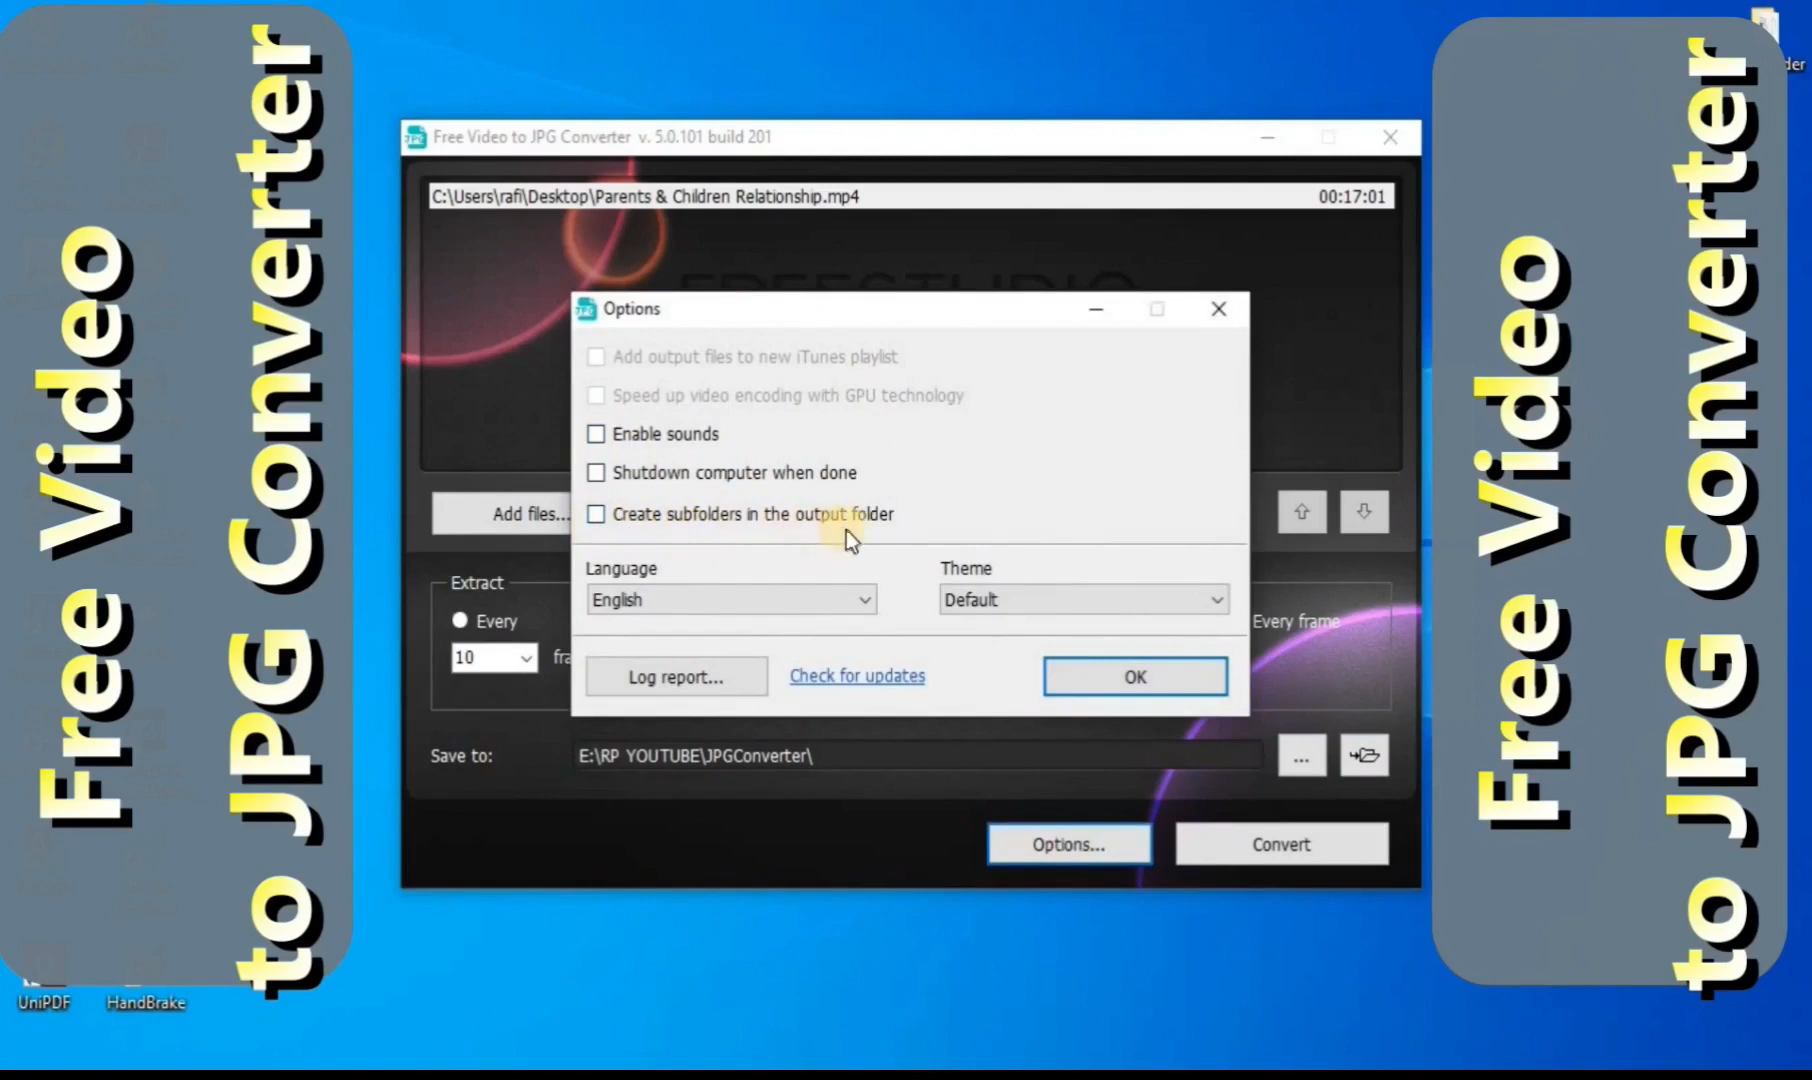 Free Video
to JPG Converter
Free Video to JPG Converter v. 5.0.101 build 201
C:\Users\rafi\Desktop\Parents & Children Relationship.mp4 00:17:01
FREESTUDIO
Options
Add output files to new iTunes playlist
Speed up video encoding with GPU technology
Enable sounds
Shutdown computer when done
Create subfolders in the output folder
Add files...
Language Theme
English Default
Extract
Every
Every frame
10
Log report... Check for updates OK
Save to: E:\RP YOUTUBE\JPGConverter\ ...
Options... Convert
UniPDF HandBrake
Free Video
to JPG Converter